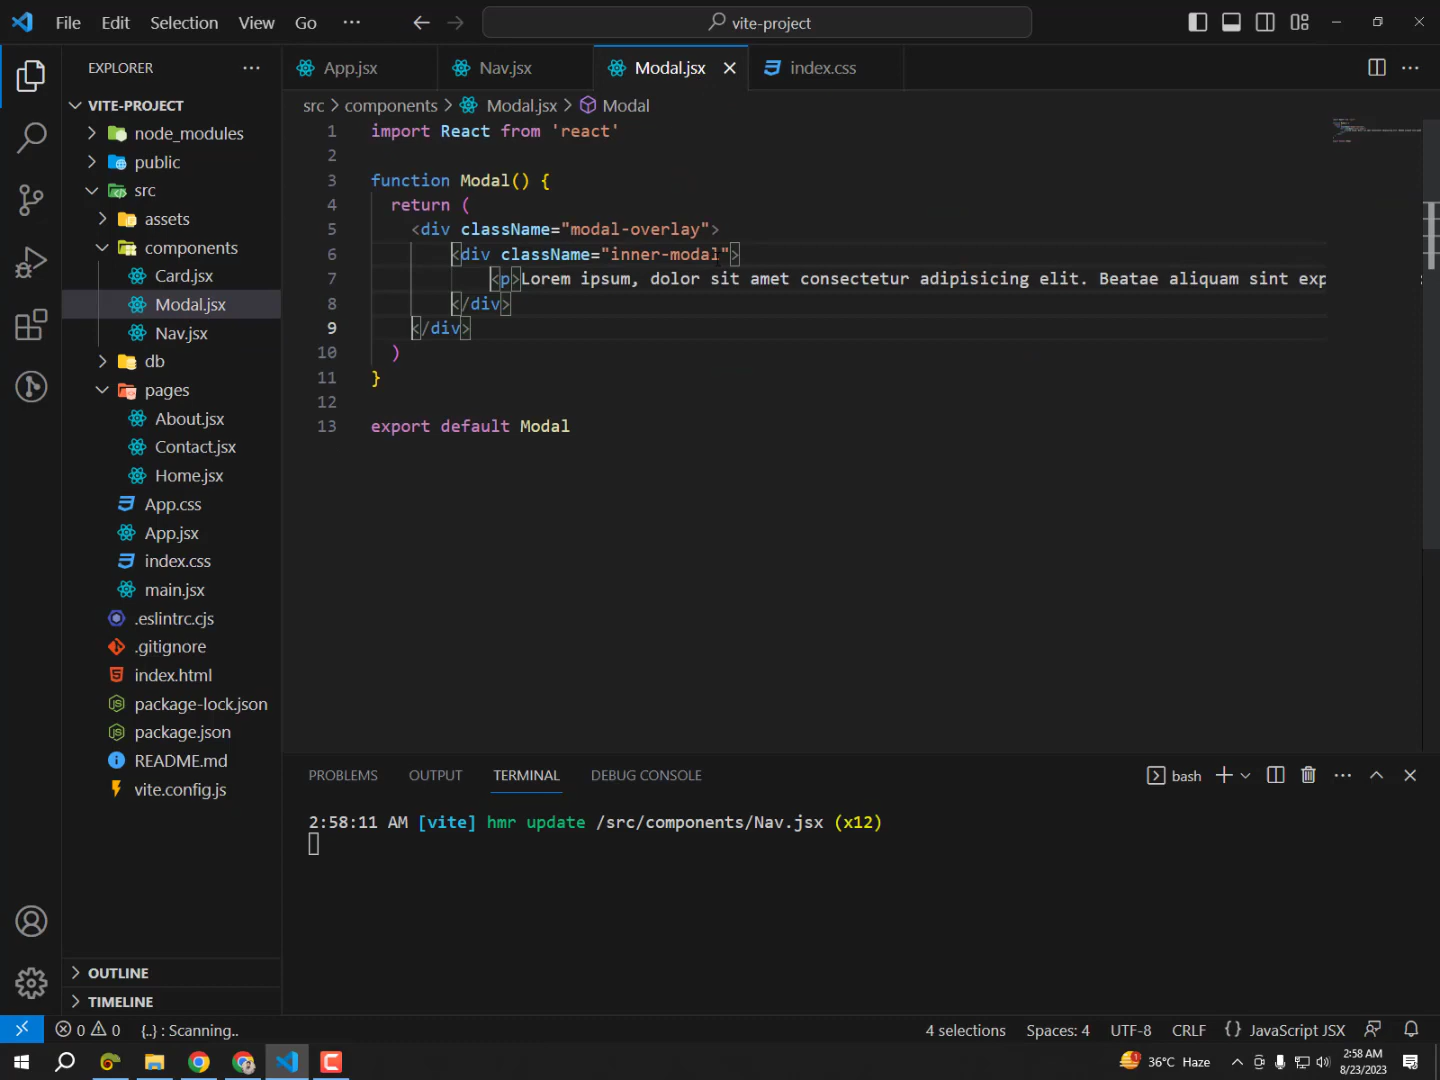 File Edit Selection View Go ··· vite-project
EXPLORER ···
VITE-PROJECT
node_modules
public
src
assets
components
Card.jsx
Modal.jsx
Nav.jsx
db
pages
About.jsx
Contact.jsx
Home.jsx
App.css
App.jsx
index.css
main.jsx
.eslintrc.cjs
.gitignore
index.html
package-lock.json
package.json
README.md
vite.config.js
OUTLINE
TIMELINE
App.jsx Nav.jsx Modal.jsx index.css
src > components > Modal.jsx > Modal
1 import React from 'react'
2
3 function Modal() {
4 return (
5 <div className="modal-overlay">
6 <div className="inner-modal">
7 <p>Lorem ipsum, dolor sit amet consectetur adipisicing elit. Beatae aliquam sint exp
8 </div>
9 </div>
10 )
11 }
12
13 export default Modal
PROBLEMS OUTPUT TERMINAL DEBUG CONSOLE bash
2:58:11 AM [vite] hmr update /src/components/Nav.jsx (x12)
0 0 {..} : Scanning.. 4 selections Spaces: 4 UTF-8 CRLF {} JavaScript JSX
36°C Haze 2:58 AM
8/23/2023